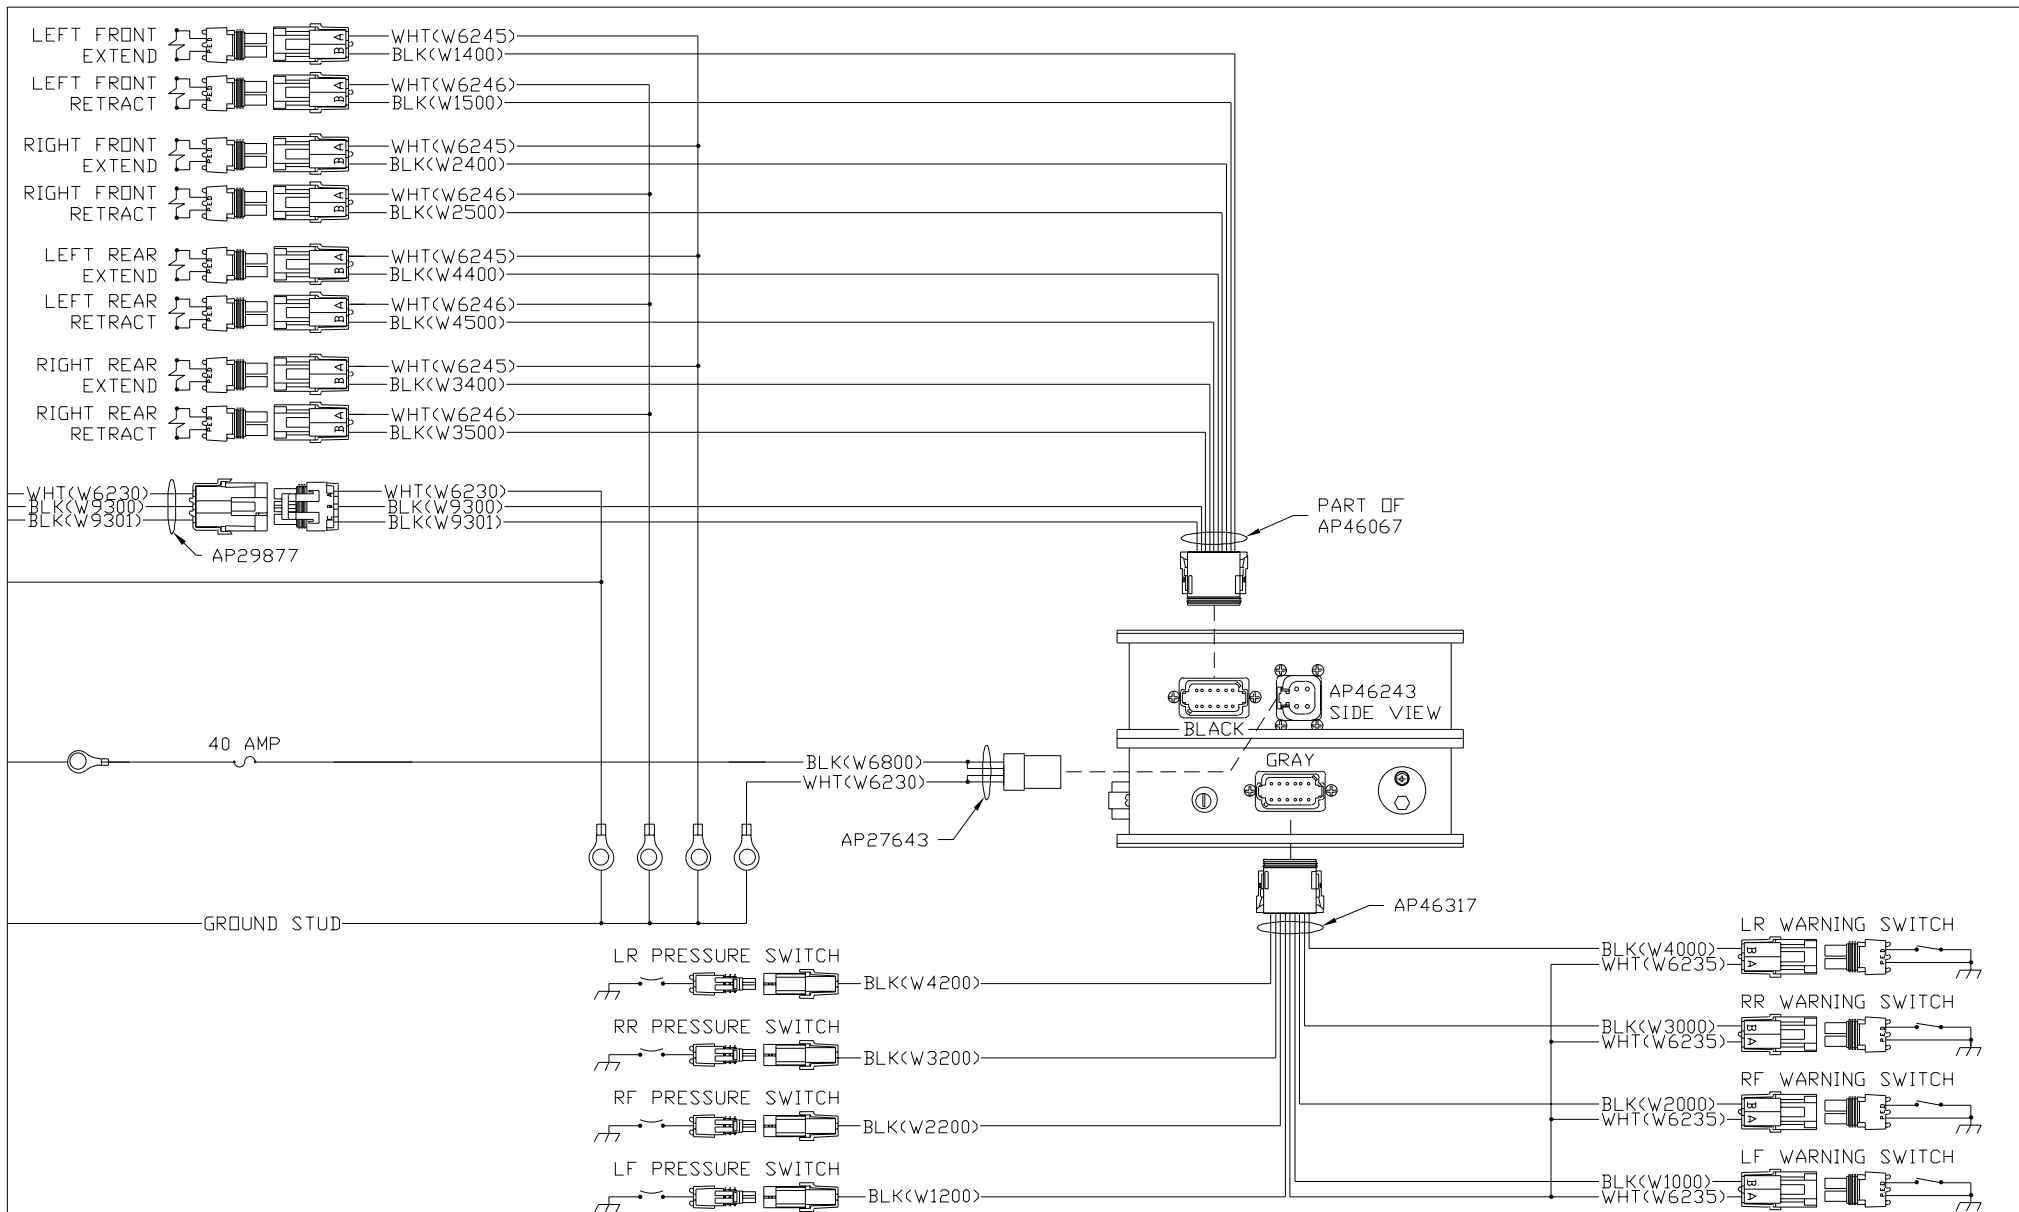 LEFT FRONT
EXTEND
WHT(W6245)
BLK(W1400)
A
B
LEFT FRONT
RETRACT
WHT(W6246)
BLK(W1500)
A
B
RIGHT FRONT
EXTEND
WHT(W6245)
BLK(W2400)
A
B
RIGHT FRONT
RETRACT
WHT(W6246)
BLK(W2500)
A
B
LEFT REAR
EXTEND
WHT(W6245)
BLK(W4400)
A
B
LEFT REAR
RETRACT
WHT(W6246)
BLK(W4500)
A
B
RIGHT REAR
EXTEND
WHT(W6245)
BLK(W3400)
A
B
RIGHT REAR
RETRACT
WHT(W6246)
BLK(W3500)
A
B
WHT(W6230)
BLK(W9300)
BLK(W9301)
A
B
C
WHT(W6230)
BLK(W9300)
BLK(W9301)
AP29877
PART OF
AP46067
AP46243
SIDE VIEW
BLACK
GRAY
40 AMP
BLK(W6800)
WHT(W6230)
AP27643
GROUND STUD
AP46317
LR PRESSURE SWITCH
BLK(W4200)
RR PRESSURE SWITCH
BLK(W3200)
RF PRESSURE SWITCH
BLK(W2200)
LF PRESSURE SWITCH
BLK(W1200)
LR WARNING SWITCH
BLK(W4000)
WHT(W6235)
B
A
RR WARNING SWITCH
BLK(W3000)
WHT(W6235)
B
A
RF WARNING SWITCH
BLK(W2000)
WHT(W6235)
B
A
LF WARNING SWITCH
BLK(W1000)
WHT(W6235)
B
A